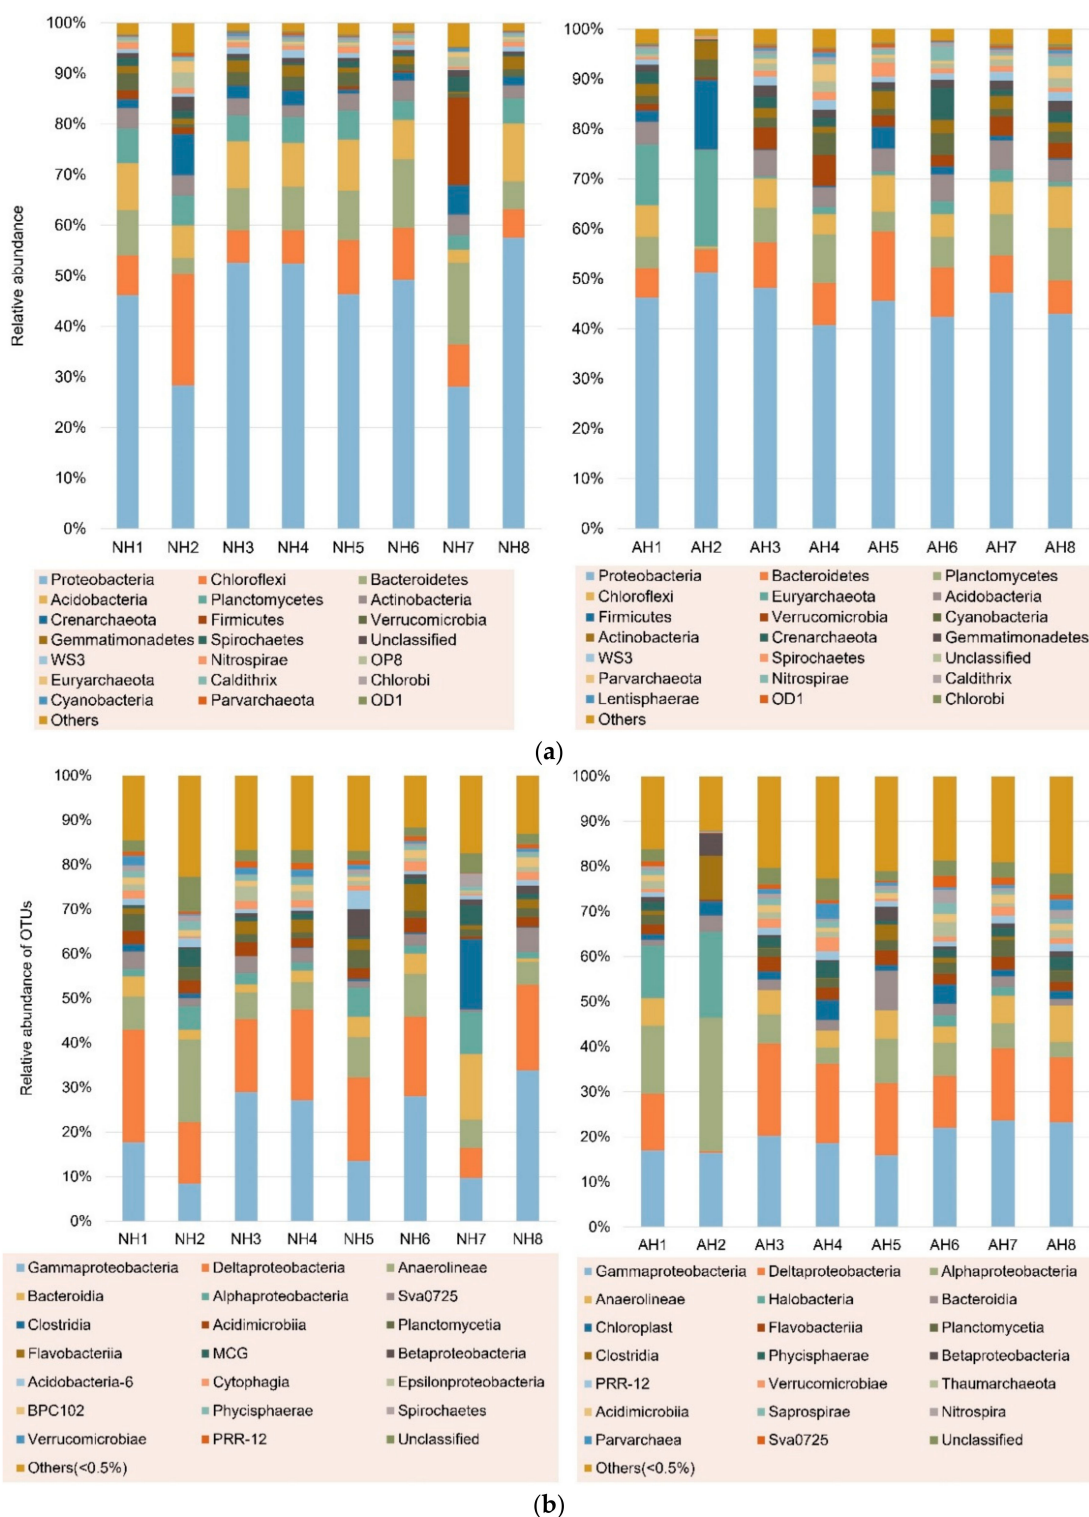 100%
90%
80%
70%
60%
50%
40%
30%
20%
10%
0%
Relative abundance
NH1 NH2 NH3 NH4 NH5 NH6 NH7 NH8
Proteobacteria Chloroflexi Bacteroidetes
Acidobacteria Planctomycetes Actinobacteria
Crenarchaeota Firmicutes Verrucomicrobia
Gemmatimonadetes Spirochaetes Unclassified
WS3 Nitrospirae OP8
Euryarchaeota Caldithrix Chlorobi
Cyanobacteria Parvarchaeota OD1
Others
100%
90%
80%
70%
60%
50%
40%
30%
20%
10%
0%
AH1 AH2 AH3 AH4 AH5 AH6 AH7 AH8
Proteobacteria Bacteroidetes Planctomycetes
Chloroflexi Euryarchaeota Acidobacteria
Firmicutes Verrucomicrobia Cyanobacteria
Actinobacteria Crenarchaeota Gemmatimonadetes
WS3 Spirochaetes Unclassified
Parvarchaeota Nitrospirae Caldithrix
Lentisphaerae OD1 Chlorobi
Others
(a)
100%
90%
80%
70%
60%
50%
40%
30%
20%
10%
0%
Relative abundance of OTUs
NH1 NH2 NH3 NH4 NH5 NH6 NH7 NH8
Gammaproteobacteria Deltaproteobacteria Anaerolineae
Bacteroidia Alphaproteobacteria Sva0725
Clostridia Acidimicrobiia Planctomycetia
Flavobacteriia MCG Betaproteobacteria
Acidobacteria-6 Cytophagia Epsilonproteobacteria
BPC102 Phycisphaerae Spirochaetes
Verrucomicrobiae PRR-12 Unclassified
Others(<0.5%)
100%
90%
80%
70%
60%
50%
40%
30%
20%
10%
0%
AH1 AH2 AH3 AH4 AH5 AH6 AH7 AH8
Gammaproteobacteria Deltaproteobacteria Alphaproteobacteria
Anaerolineae Halobacteria Bacteroidia
Chloroplast Flavobacteriia Planctomycetia
Clostridia Phycisphaerae Betaproteobacteria
PRR-12 Verrucomicrobiae Thaumarchaeota
Acidimicrobiia Saprospirae Nitrospira
Parvarchaea Sva0725 Unclassified
Others(<0.5%)
(b)